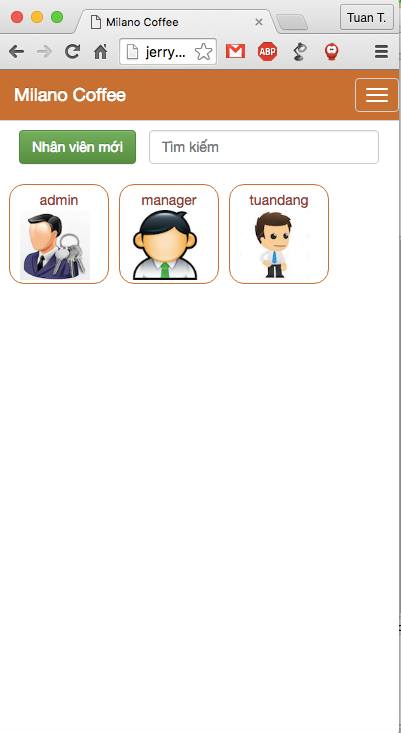 Milano Coffee
Tuan T.
jerry...
ABP
Milano Coffee
Nhân viên mới
Tìm kiếm
admin
manager
tuandang